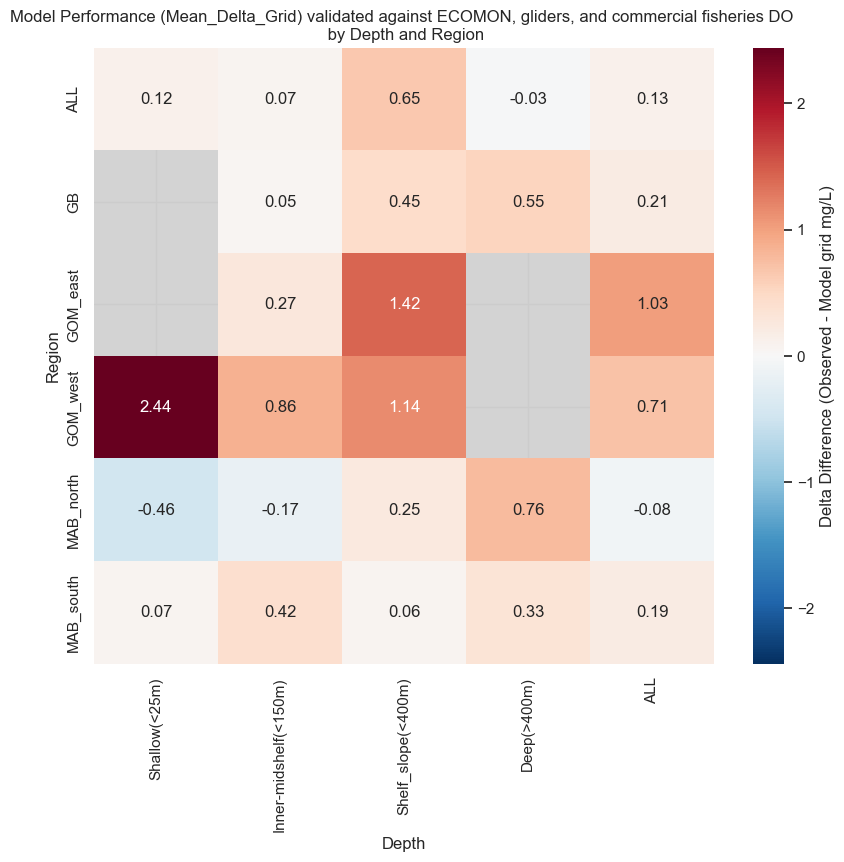 Model Performance (Mean_Delta_Grid) validated against ECOMON, gliders, and commercial fisheries DO
by Depth and Region
Region
ALL
0.12 0.07 0.65 -0.03 0.13
GB
0.05 0.45 0.55 0.21
GOM_east
0.27 1.42 1.03
GOM_west
2.44 0.86 1.14 0.71
MAB_north
-0.46 -0.17 0.25 0.76 -0.08
MAB_south
0.07 0.42 0.06 0.33 0.19
Shallow(<25m)
Inner-midshelf(<150m)
Shelf_slope(<400m)
Deep(>400m)
ALL
Depth
2
1
0
−1
−2
Delta Difference (Observed - Model grid mg/L)